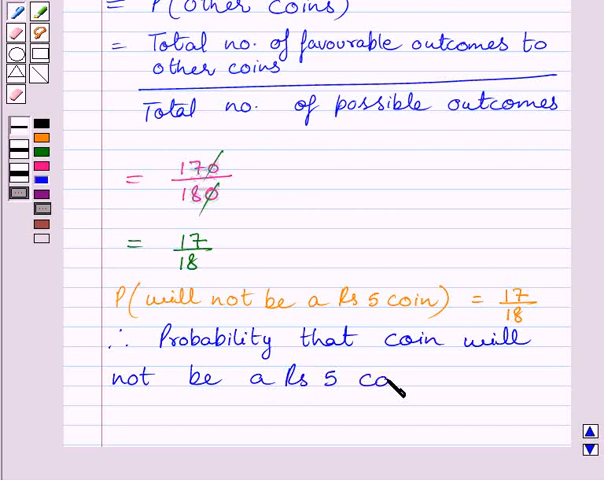 = P(other coins)
= Total no. of favourable outcomes to
other coins
Total no. of possible outcomes
= 170
180
= 17
18
P(will not be a Rs 5 coin) = 17
18
∴ Probability that coin will
not be a Rs 5 co